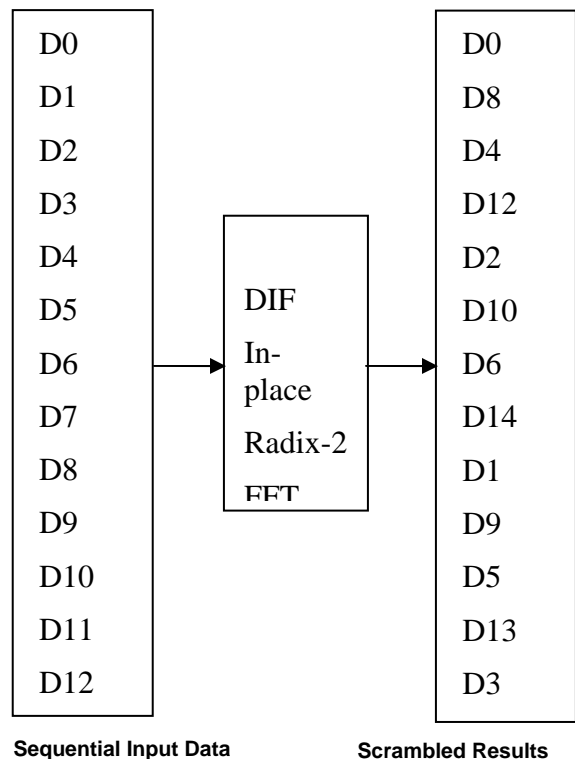 D0
D1
D2
D3
D4
D5
D6
D7
D8
D9
D10
D11
D12
DIF
In-
place
Radix-2
FFT
D0
D8
D4
D12
D2
D10
D6
D14
D1
D9
D5
D13
D3
Sequential Input Data
Scrambled Results